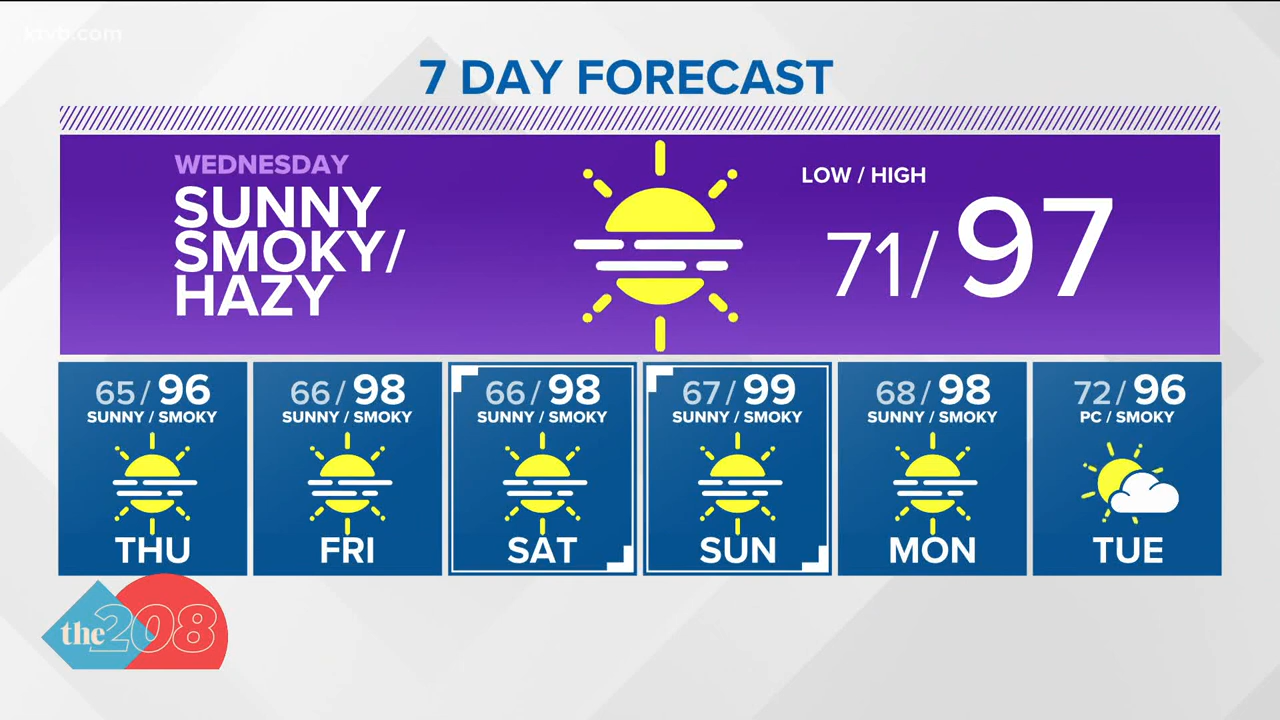 ktvb.com
7 DAY FORECAST
WEDNESDAY
SUNNY
SMOKY/
HAZY
LOW / HIGH
71/97
65/96
SUNNY / SMOKY
THU
66/98
SUNNY / SMOKY
FRI
66/98
SUNNY / SMOKY
SAT
67/99
SUNNY / SMOKY
SUN
68/98
SUNNY / SMOKY
MON
72/96
PC / SMOKY
TUE
the208